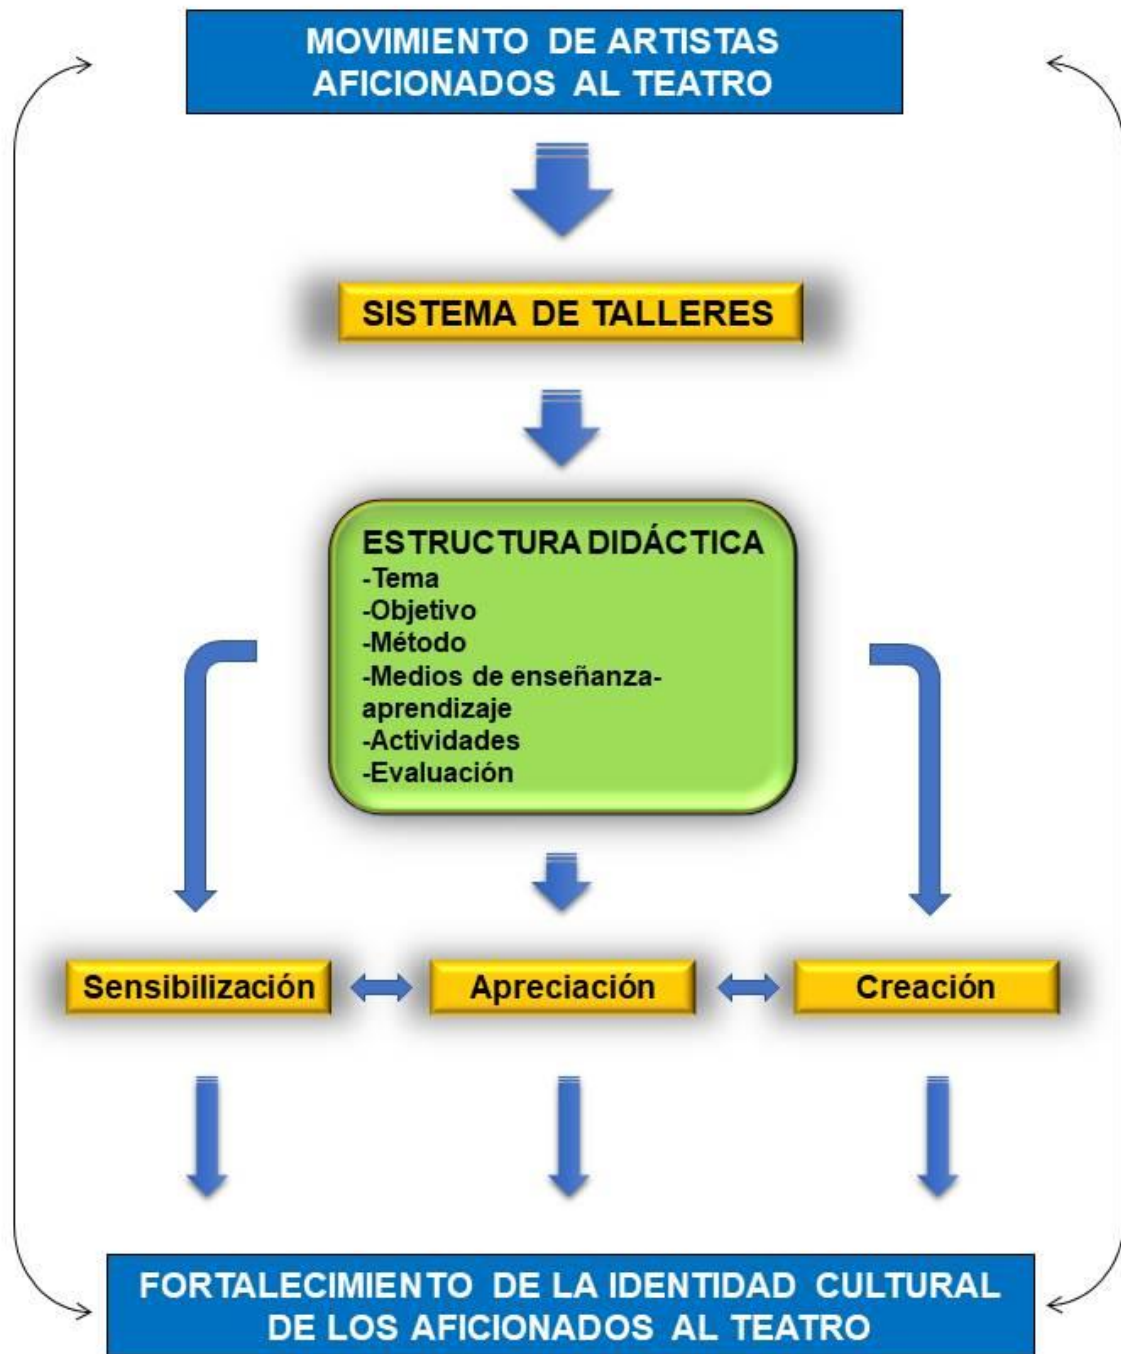 MOVIMIENTO DE ARTISTAS
AFICIONADOS AL TEATRO
SISTEMA DE TALLERES
ESTRUCTURA DIDÁCTICA
-Tema
-Objetivo
-Método
-Medios de enseñanza-
aprendizaje
-Actividades
-Evaluación
Sensibilización
Apreciación
Creación
FORTALECIMIENTO DE LA IDENTIDAD CULTURAL
DE LOS AFICIONADOS AL TEATRO